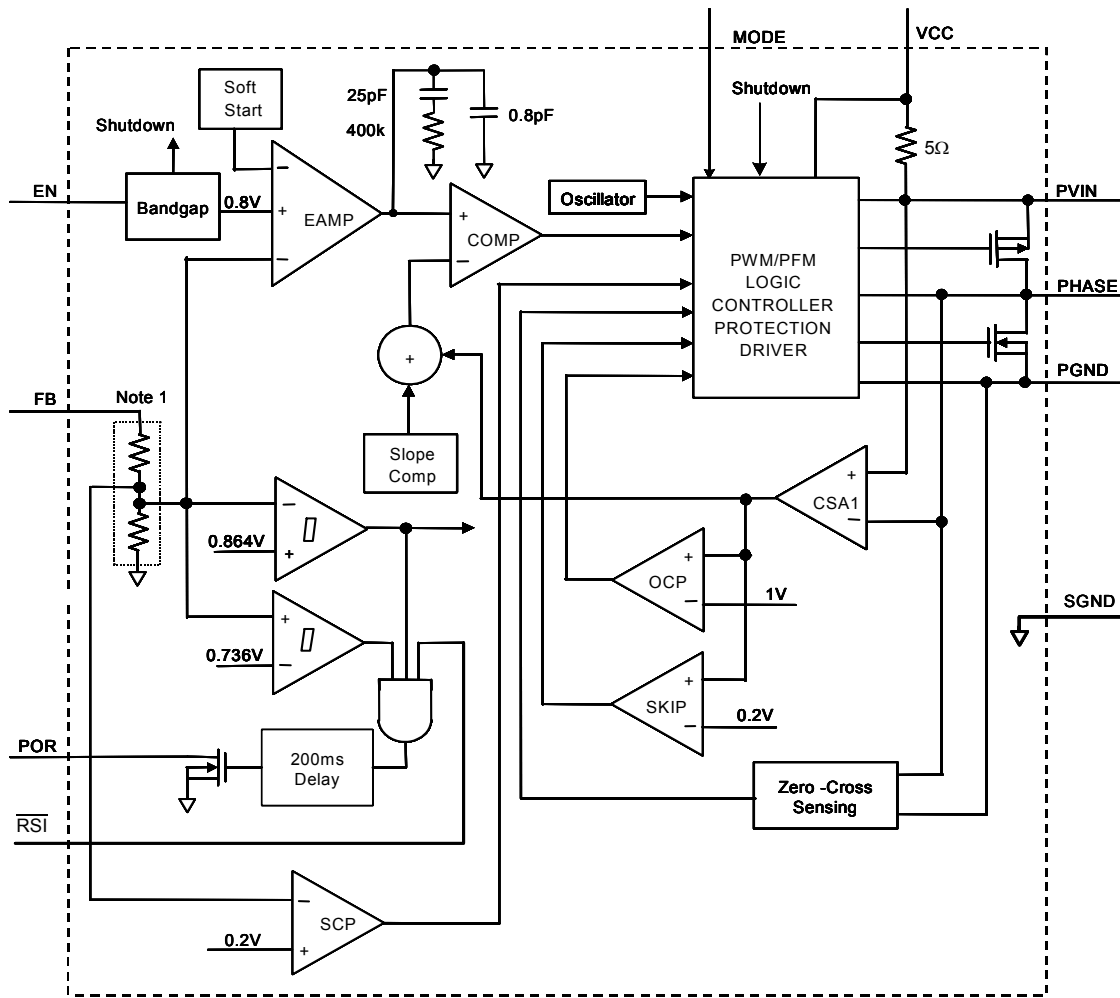 MODE
VCC
Soft
Start
25pF
400k
0.8pF
Shutdown
Shutdown
5Ω
EN
Bandgap
0.8V
−
+
−
EAMP
+
−
COMP
Oscillator
PWM/PFM
LOGIC
CONTROLLER
PROTECTION
DRIVER
PVIN
PHASE
PGND
+
FB
Note 1
Slope
Comp
+
−
CSA1
−
+
0.864V
+
−
OCP
1V
SGND
+
−
0.736V
+
−
SKIP
0.2V
POR
200ms
Delay
Zero -Cross
Sensing
RSI
−
+
SCP
0.2V